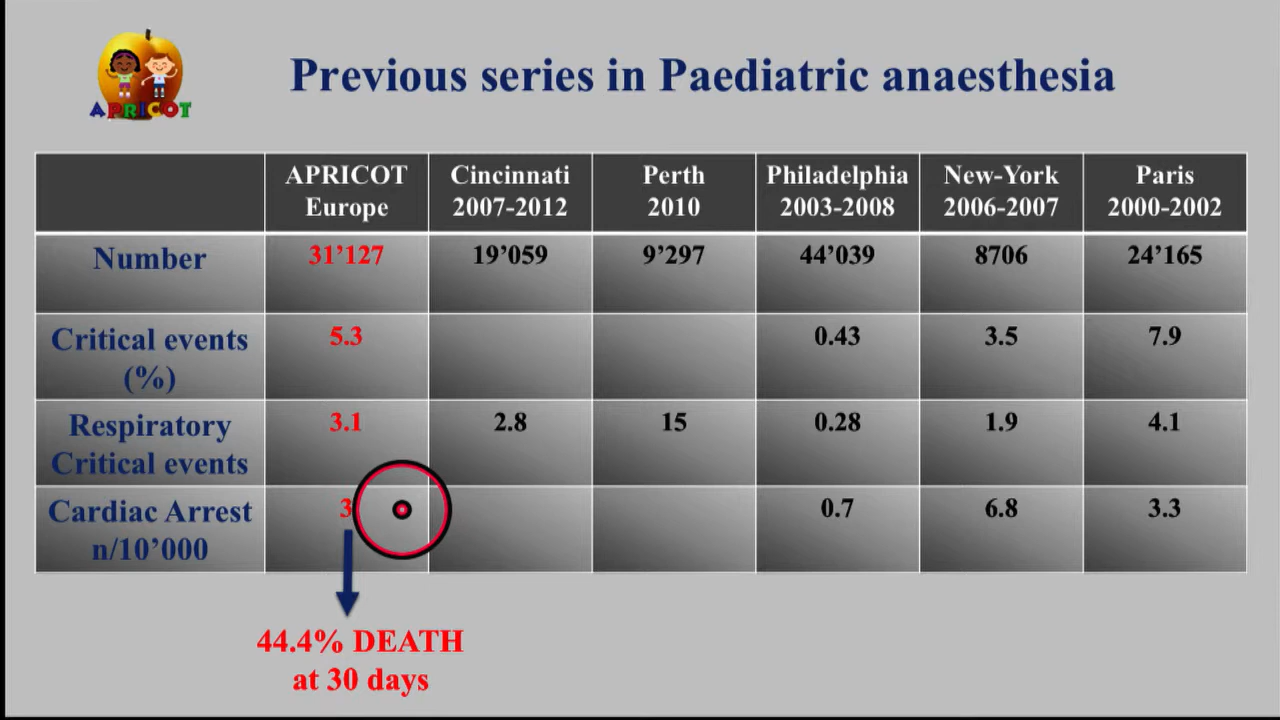 APRICOT
Previous series in Paediatric anaesthesia
APRICOT Europe Cincinnati 2007-2012 Perth 2010 Philadelphia 2003-2008 New-York 2006-2007 Paris 2000-2002
Number 31’127 19’059 9’297 44’039 8706 24’165
Critical events (%) 5.3 0.43 3.5 7.9
Respiratory Critical events 3.1 2.8 15 0.28 1.9 4.1
Cardiac Arrest n/10’000 3 0.7 6.8 3.3
44.4% DEATH
at 30 days